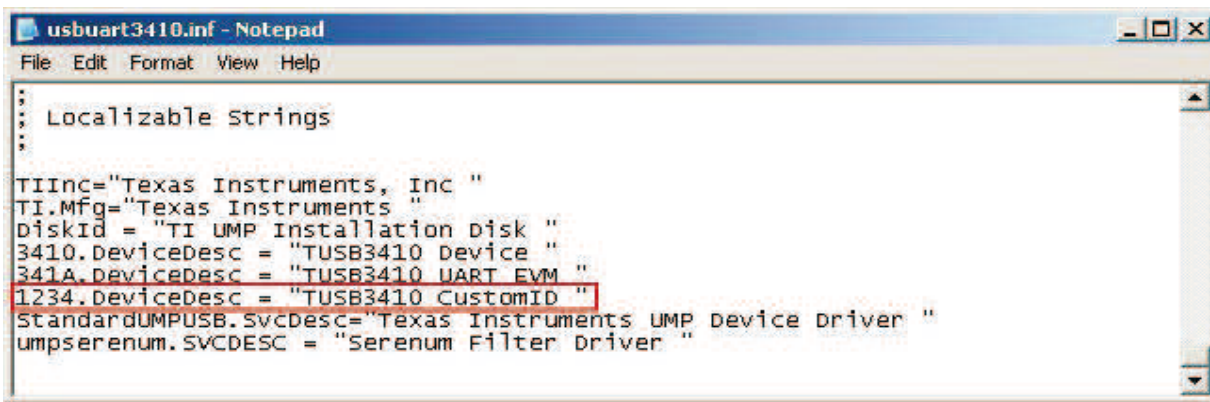 usbuart3410.inf - Notepad
File Edit Format View Help
;
; Localizable Strings
;
TIInc="Texas Instruments, Inc "
TI.Mfg="Texas Instruments "
DiskId = "TI UMP Installation Disk "
3410.DeviceDesc = "TUSB3410 Device "
341A.DeviceDesc = "TUSB3410 UART EVM "
1234.DeviceDesc = "TUSB3410 CustomID "
StandardUMPUSB.SvcDesc="Texas Instruments UMP Device Driver "
umpserenum.SVCDESC = "Serenum Filter Driver "